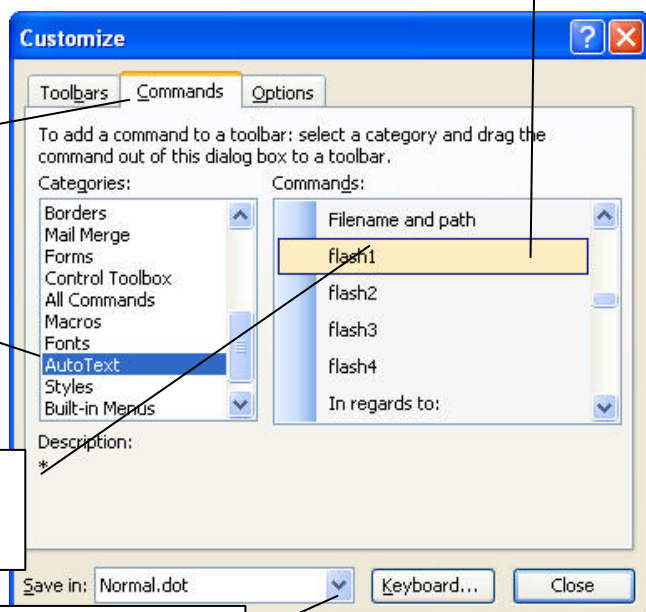 Customize
Toolbars Commands Options
To add a command to a toolbar: select a category and drag the
command out of this dialog box to a toolbar.
Categories: Commands:
Borders
Mail Merge
Forms
Control Toolbox
All Commands
Macros
Fonts
AutoText
Styles
Built-in Menus
Filename and path
flash1
flash2
flash3
flash4
In regards to:
Description:
*
Save in: Normal.dot Keyboard... Close